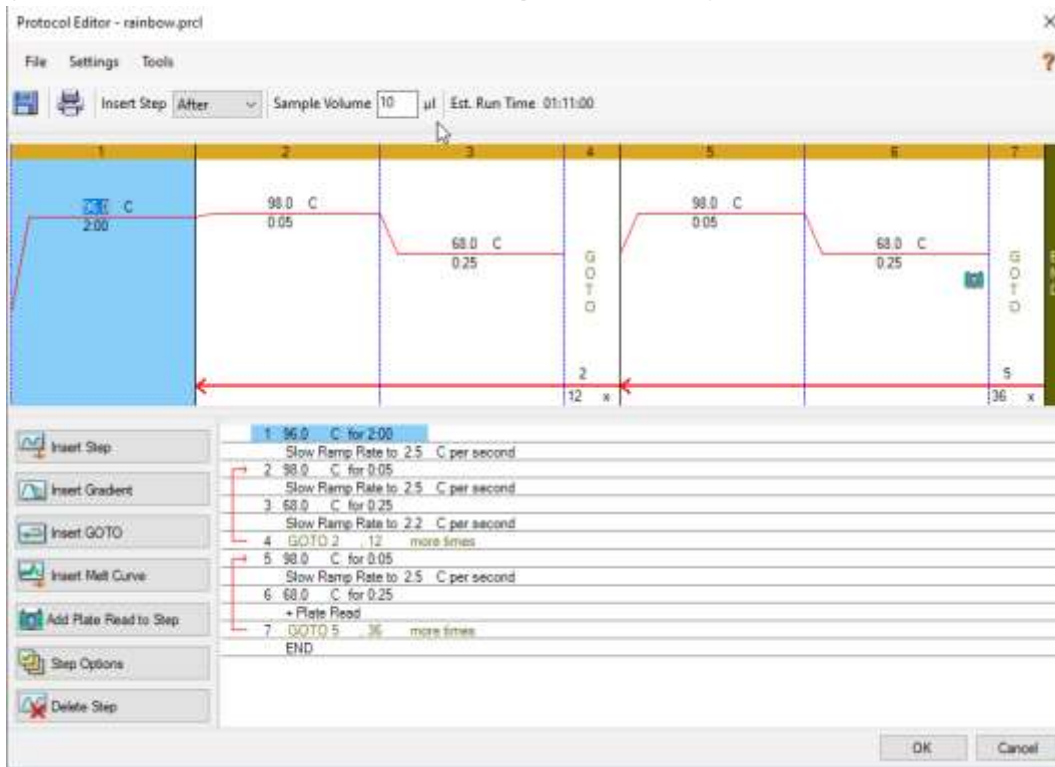 Protocol Editor - rainbow.prcl
File Settings Tools ?
Insert Step After Sample Volume 10 µl Est. Run Time 01:11:00
1 2 3 4 5 6 7
96.0 C
2:00
98.0 C
0:05
68.0 C
0:25
G
O
T
O
2
12 x
98.0 C
0:05
68.0 C
0:25
G
O
T
O
5
36 x
Insert Step
Insert Gradient
Insert GOTO
Insert Melt Curve
Add Plate Read to Step
Step Options
Delete Step
1 96.0 C for 2:00
Slow Ramp Rate to 2.5 C per second
2 98.0 C for 0:05
Slow Ramp Rate to 2.5 C per second
3 68.0 C for 0:25
Slow Ramp Rate to 2.2 C per second
4 GOTO 2 , 12 more times
5 98.0 C for 0:05
Slow Ramp Rate to 2.5 C per second
6 68.0 C for 0:25
+ Plate Read
7 GOTO 5 , 36 more times
END
OK Cancel